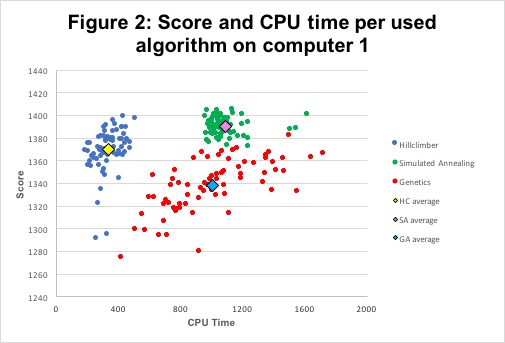 Figure 2: Score and CPU time per used
algorithm on computer 1
1440
1420
1400
1380
1360
1340
1320
1300
1280
1260
1240
Score
0 400 800 1200 1600 2000
CPU Time
Hillclimber
Simulated Annealing
Genetics
HC average
SA average
GA average